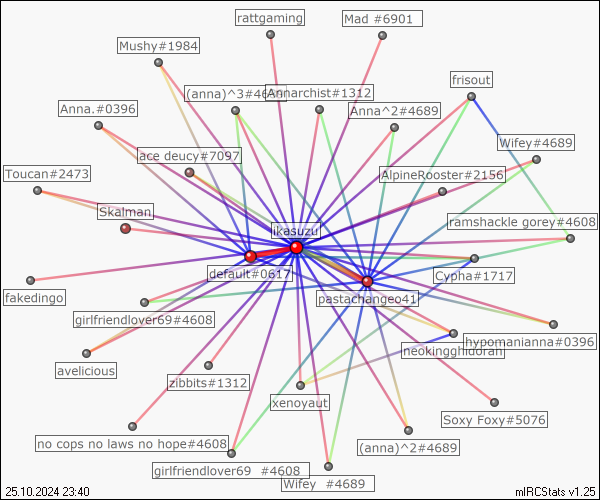 rattgaming
Mad #6901
Mushy#1984
frisout
(anna)^3#46
Annarchist#1312
Anna.#0396
Anna^2#4689
Wifey#4689
ace deucy#7097
Toucan#2473
AlpineRooster#2156
Skalman
ramshackle gorey#4608
ikasuzu
default#0617
Cypha#1717
pastachangeo41
fakedingo
girlfriendlover69#4608
hypomanianna#0396
neokingghidorah
avelicious
zibbits#1312
xenoyaut
Soxy Foxy#5076
no cops no laws no hope#4608
(anna)^2#4689
girlfriendlover69 #4608
Wifey #4689
25.10.2024 23:40
mIRCStats v1.25